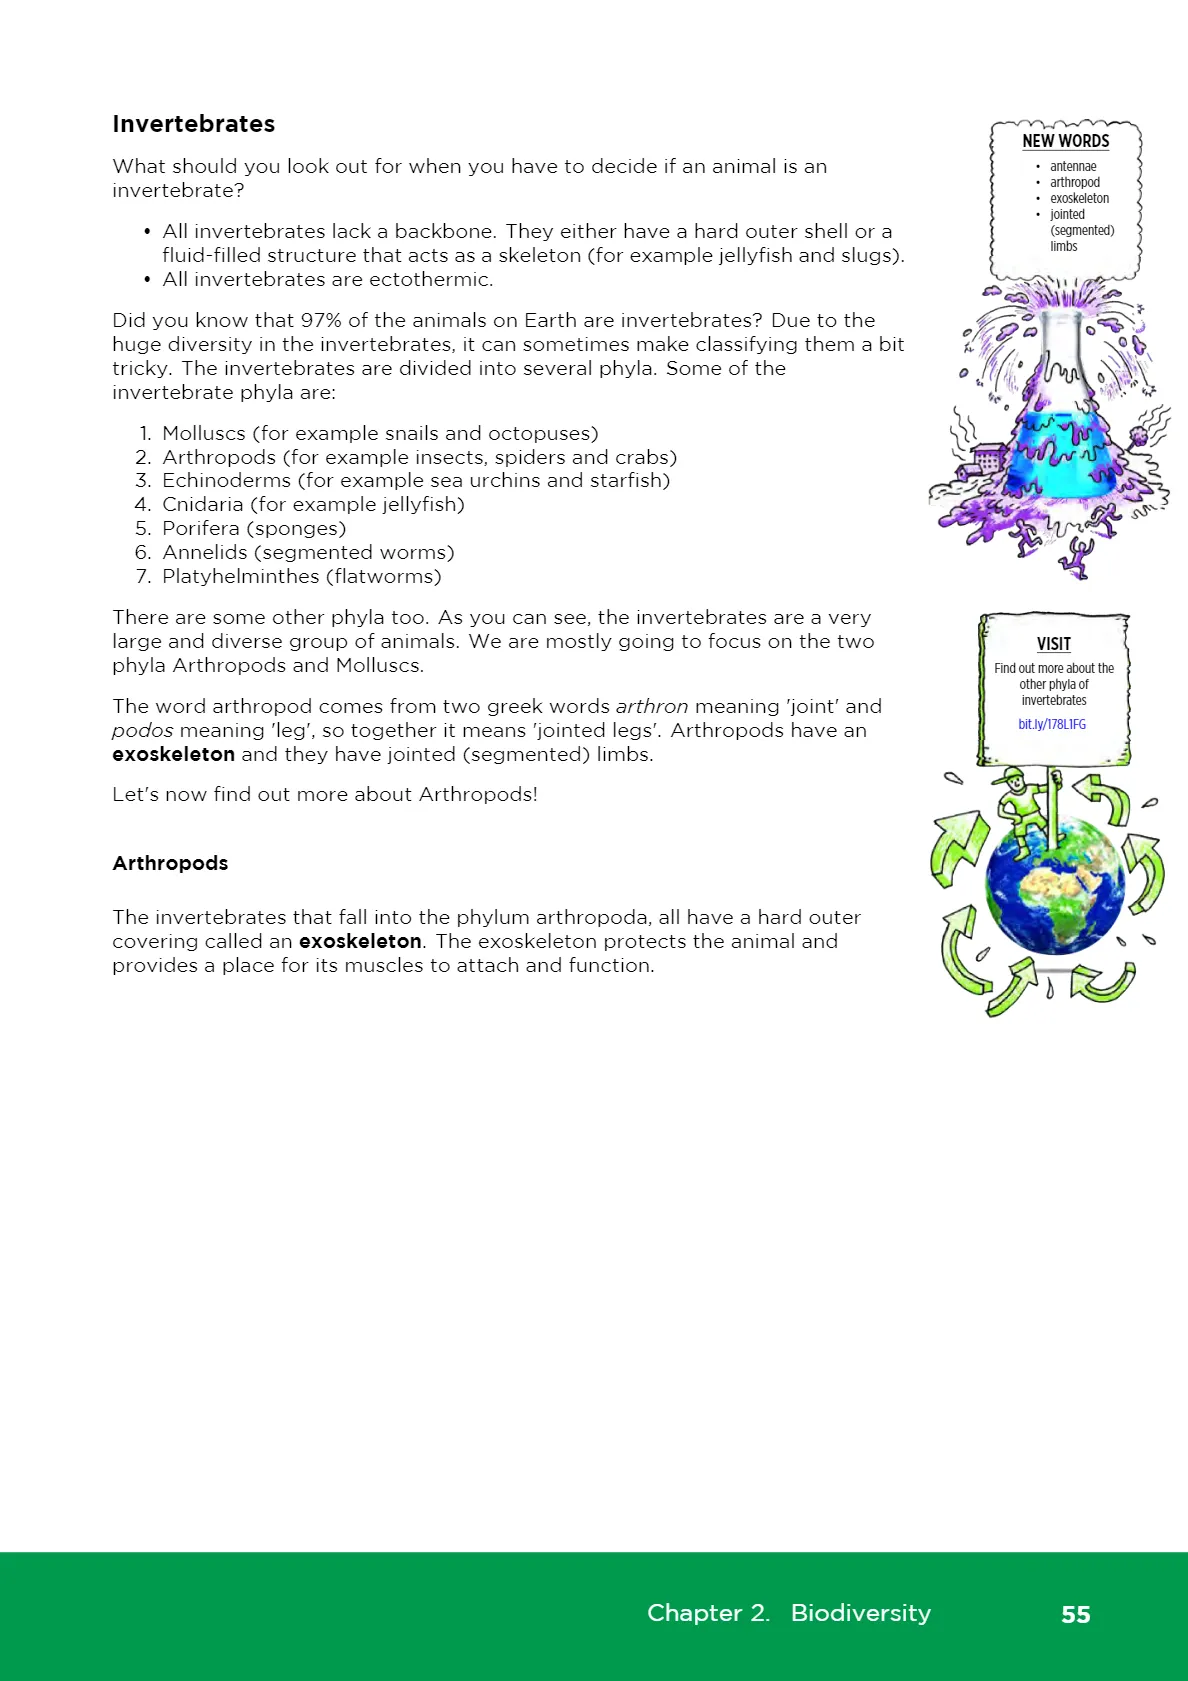 Invertebrates
What should you look out for when you have to decide if an animal is an
invertebrate?
• All invertebrates lack a backbone. They either have a hard outer shell or a
fluid-filled structure that acts as a skeleton (for example jellyfish and slugs).
• All invertebrates are ectothermic.
Did you know that 97% of the animals on Earth are invertebrates? Due to the
huge diversity in the invertebrates, it can sometimes make classifying them a bit
tricky. The invertebrates are divided into several phyla. Some of the
invertebrate phyla are:
1. Molluscs (for example snails and octopuses)
2. Arthropods (for example insects, spiders and crabs)
3. Echinoderms (for example sea urchins and starfish)
4. Cnidaria (for example jellyfish)
5. Porifera (sponges)
6. Annelids (segmented worms)
7. Platyhelminthes (flatworms)
There are some other phyla too. As you can see, the invertebrates are a very
large and diverse group of animals. We are mostly going to focus on the two
phyla Arthropods and Molluscs.
The word arthropod comes from two greek words arthron meaning 'joint' and
podos meaning 'leg', so together it means 'jointed legs'. Arthropods have an
exoskeleton and they have jointed (segmented) limbs.
Let's now find out more about Arthropods!
Arthropods
The invertebrates that fall into the phylum arthropoda, all have a hard outer
covering called an exoskeleton. The exoskeleton protects the animal and
provides a place for its muscles to attach and function.
NEW WORDS
• antennae
• arthropod
• exoskeleton
• jointed
(segmented)
limbs
VISIT
Find out more about the
other phyla of
invertebrates
bit.ly/178L1FG
Chapter 2. Biodiversity
55